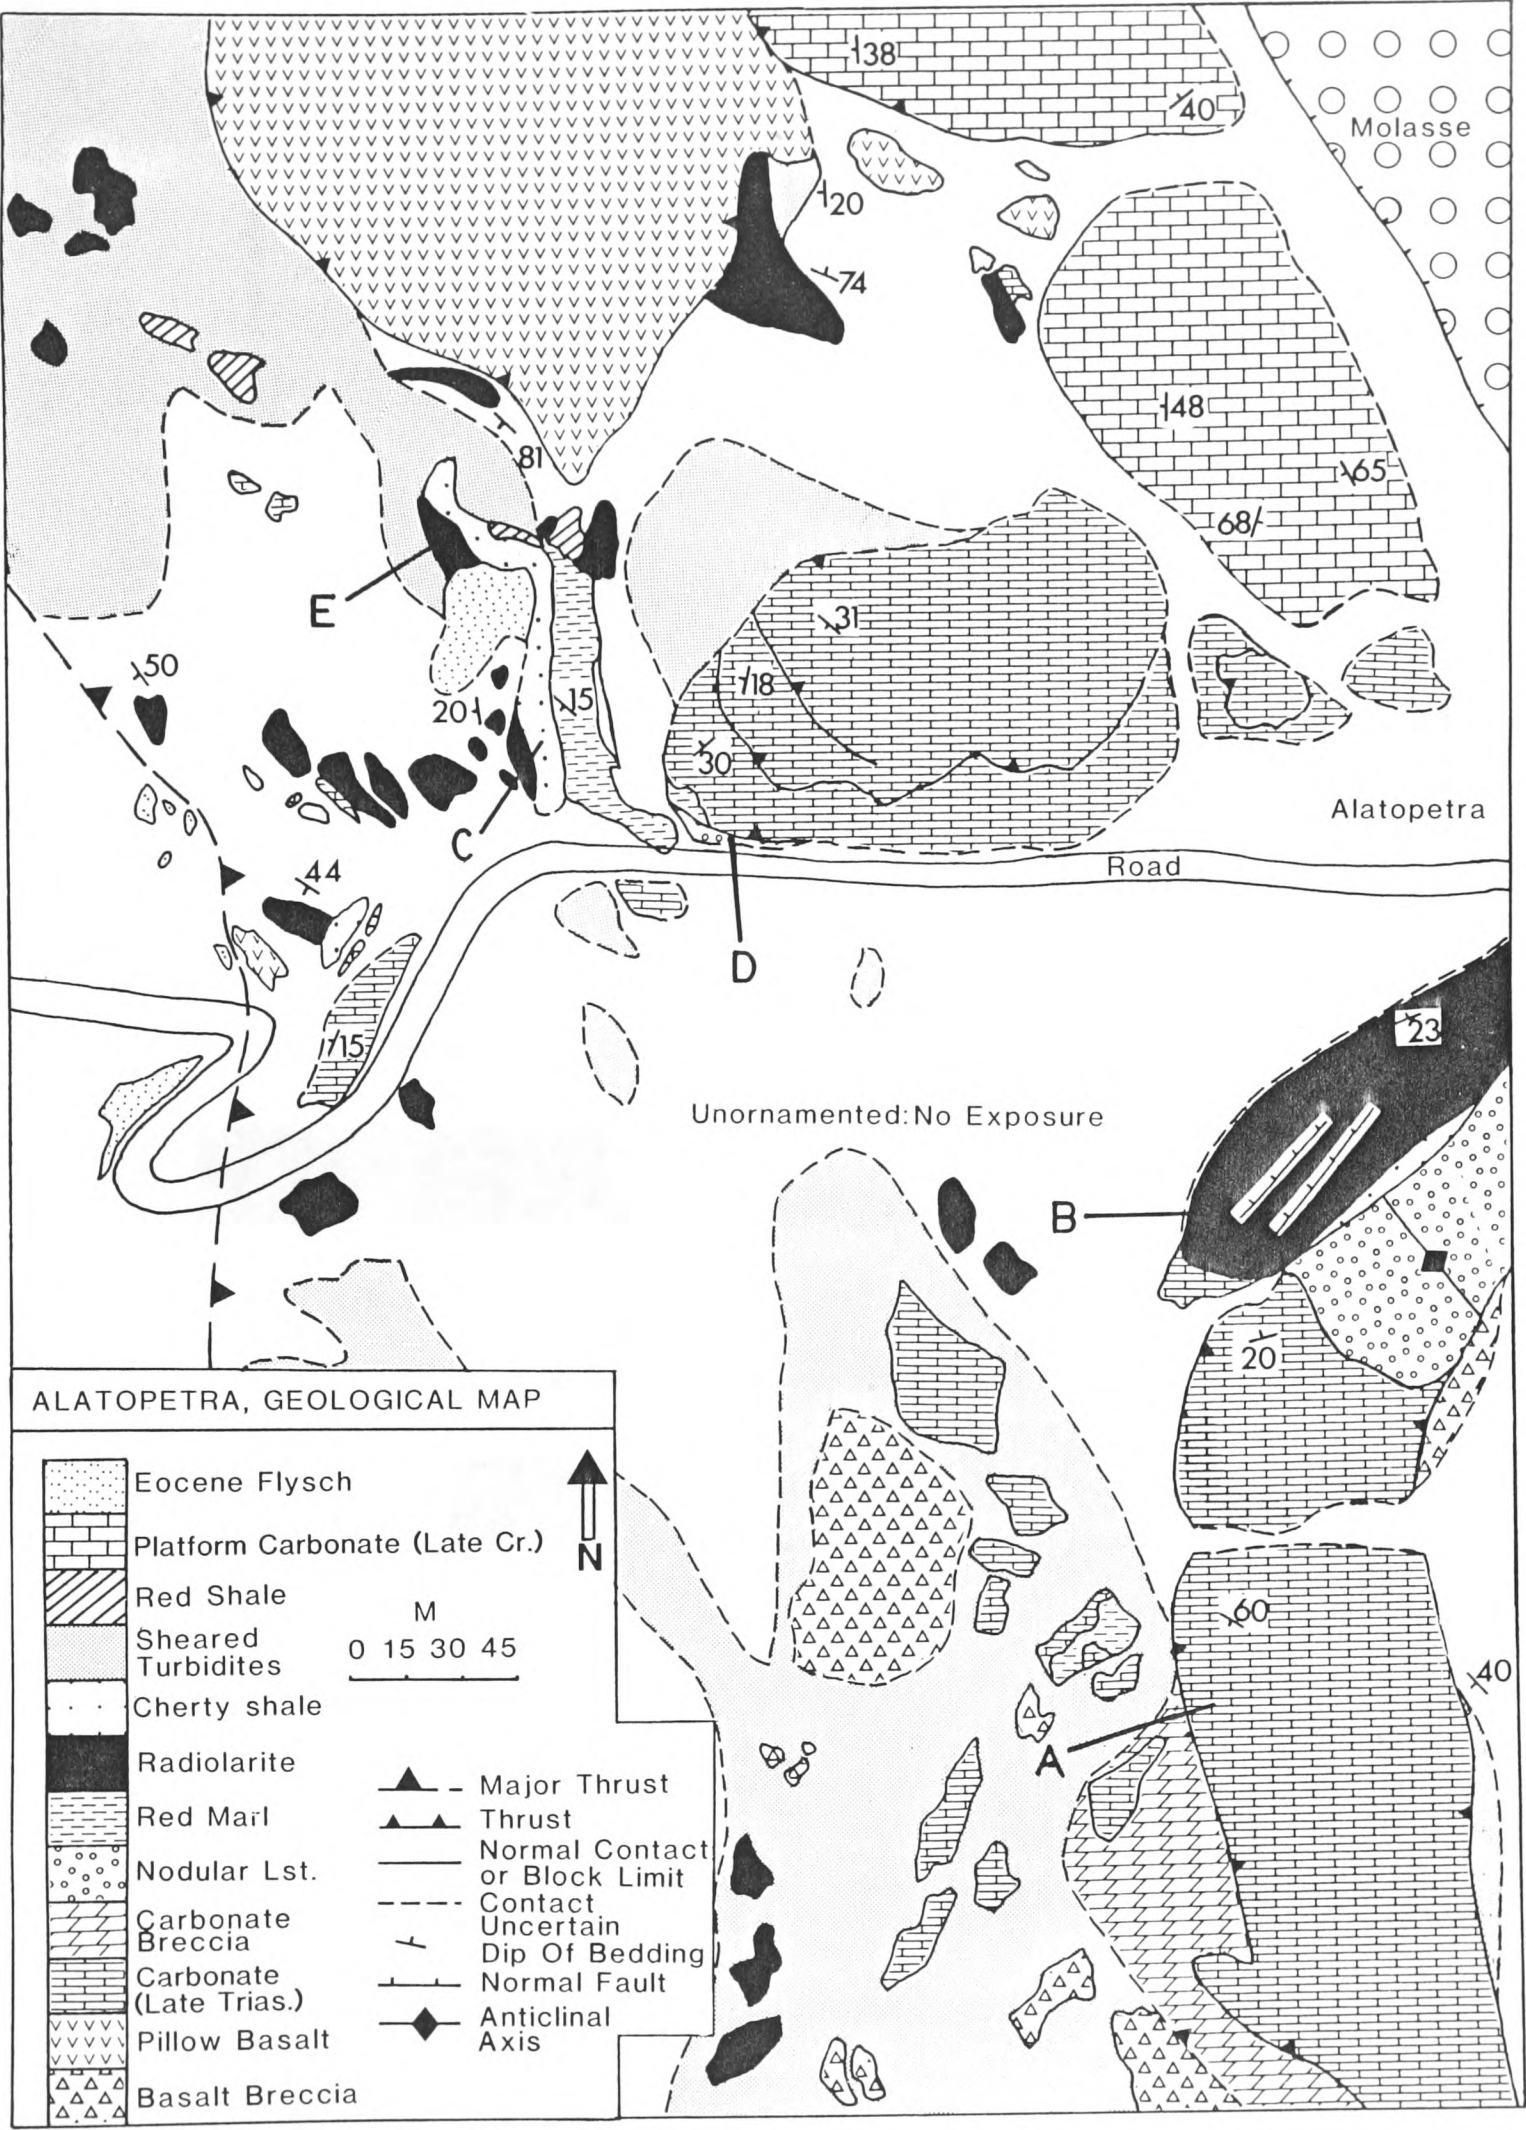 38
40
Molasse
20
74
48
65
81
68
E
31
50
18
20
15
30
Alatopetra
C
Road
44
D
23
15
Unornamented:No Exposure
B
20
ALATOPETRA, GEOLOGICAL MAP
Eocene Flysch
Platform Carbonate (Late Cr.)
N
Red Shale
M
Sheared
Turbidites
0 15 30 45
60
Cherty shale
40
A
Radiolarite
Major Thrust
Red Marl
Thrust
Normal Contact
or Block Limit
Nodular Lst.
Contact
Uncertain
Carbonate
Breccia
Dip Of Bedding
Carbonate
(Late Trias.)
Normal Fault
Anticlinal
Axis
Pillow Basalt
Basalt Breccia